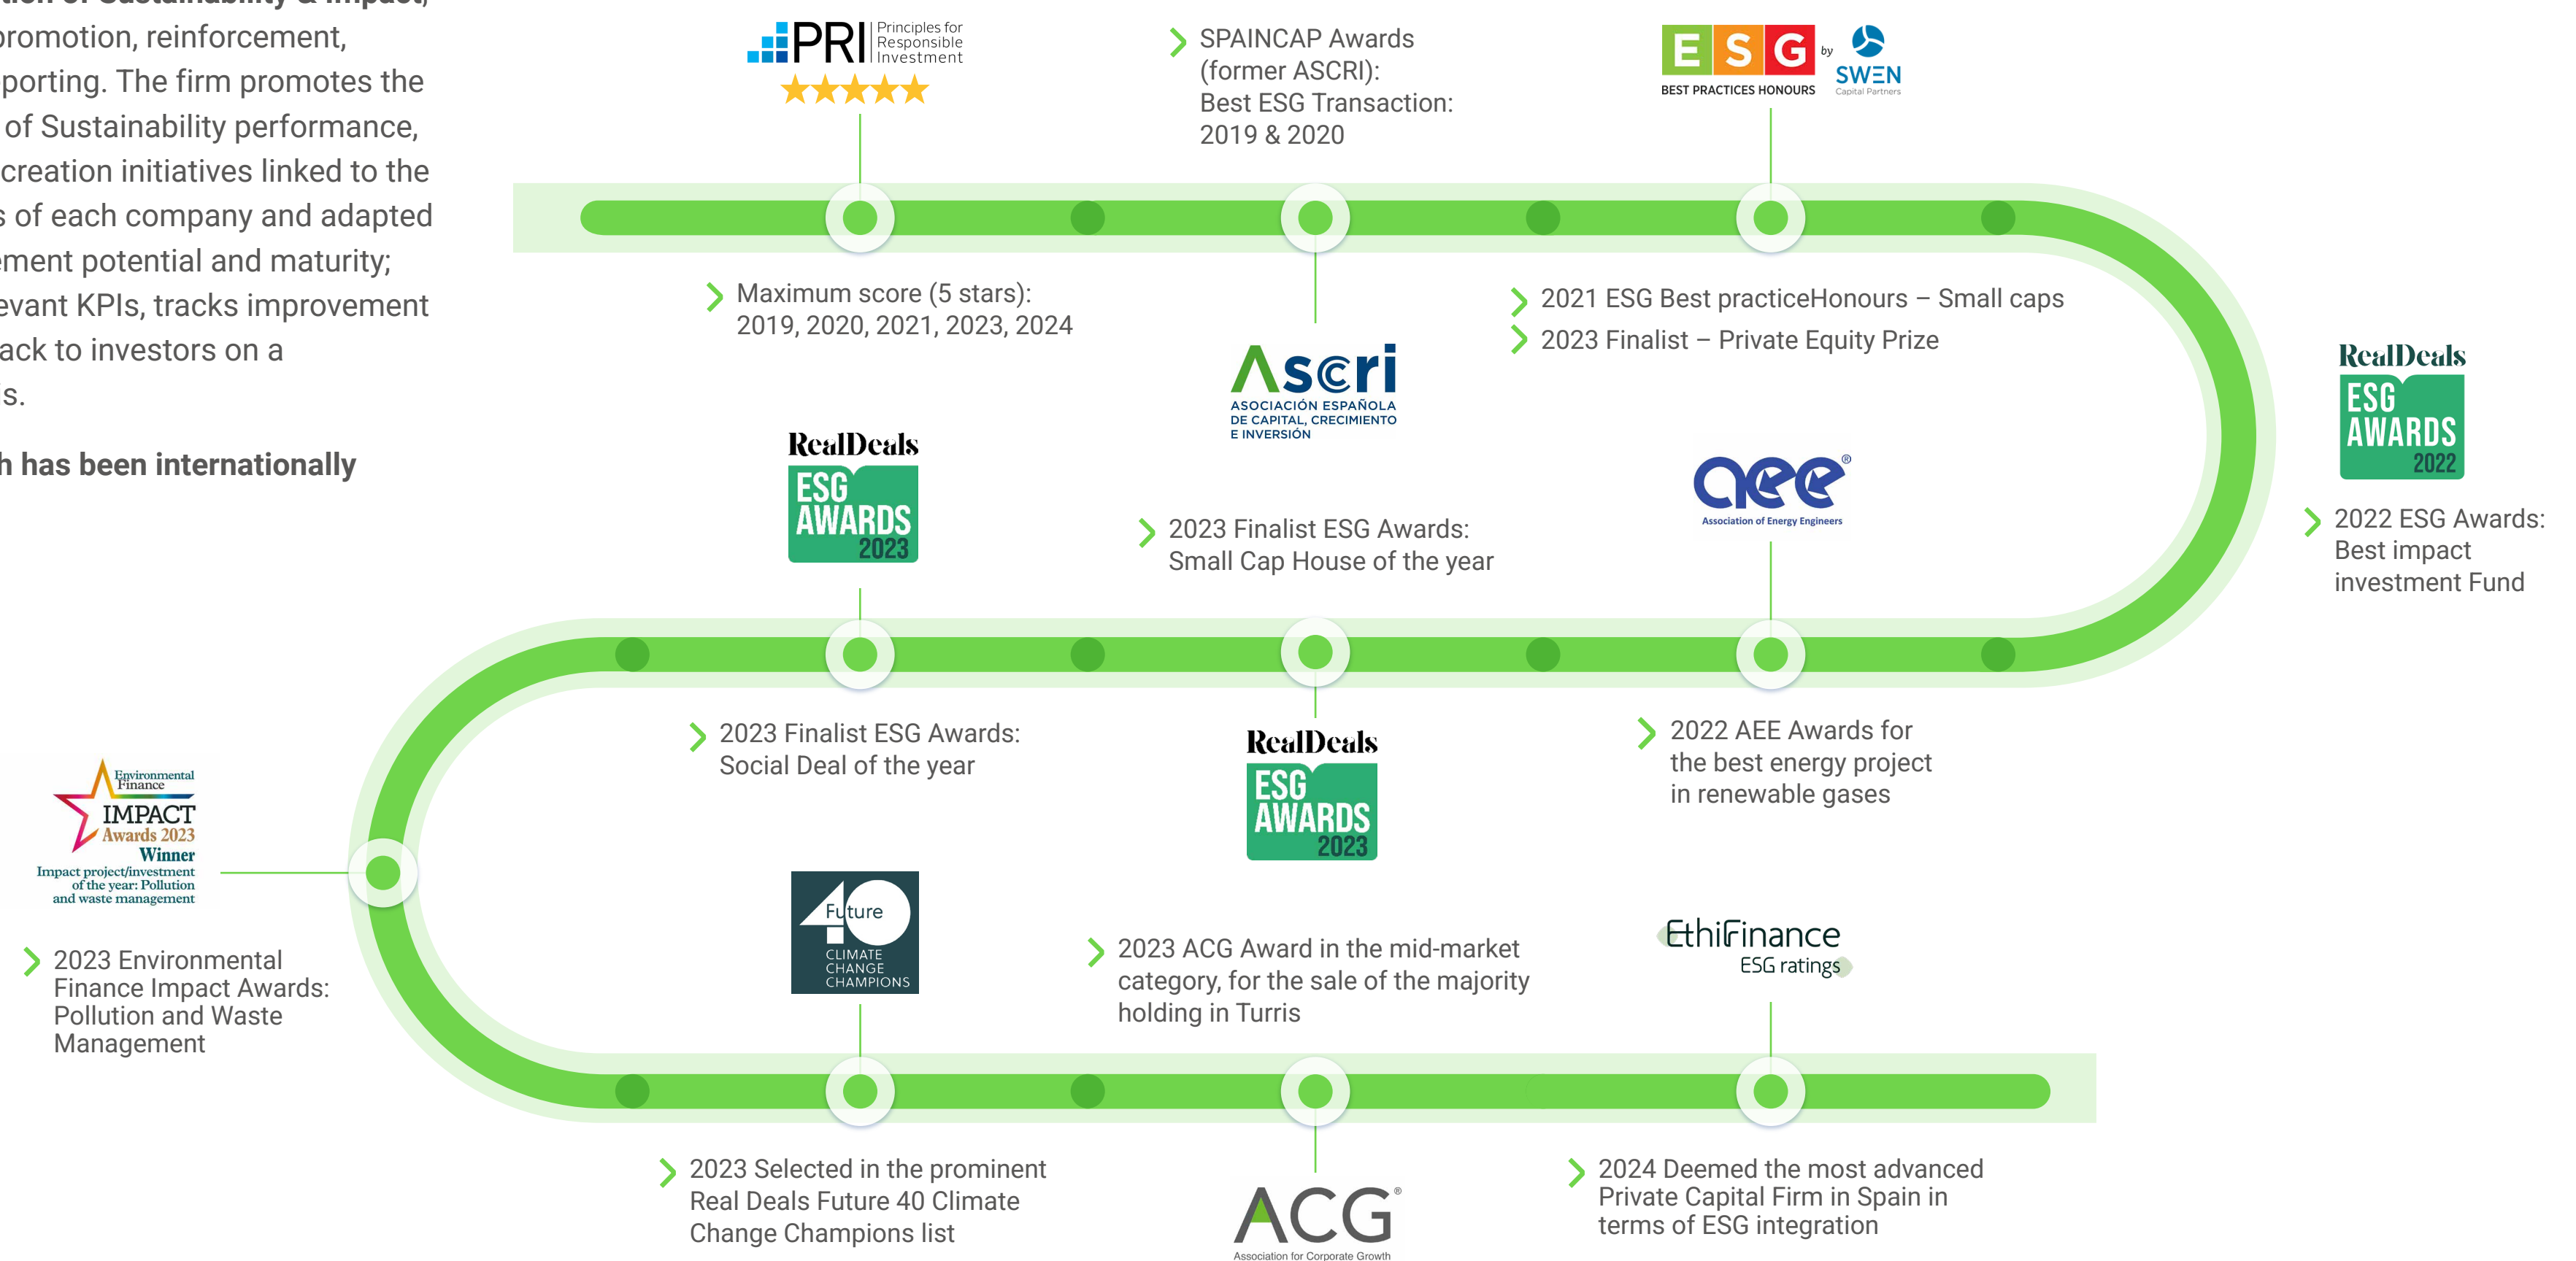 tion of Sustainability & Impact,
promotion, reinforcement,
porting. The firm promotes the
of Sustainability performance,
creation initiatives linked to the
s of each company and adapted
ement potential and maturity;
evant KPIs, tracks improvement
ack to investors on a
is.
h has been internationally
PRI
Principles for
Responsible
Investment
Maximum score (5 stars):
2019, 2020, 2021, 2023, 2024
SPAINCAP Awards
(former ASCRI):
Best ESG Transaction:
2019 & 2020
Ascri
ASOCIACIÓN ESPAÑOLA
DE CAPITAL, CRECIMIENTO
E INVERSIÓN
ESG by SWEN
Capital Partners
BEST PRACTICES HONOURS
2021 ESG Best practiceHonours – Small caps
2023 Finalist – Private Equity Prize
RealDeals
ESG
AWARDS
2022
2022 ESG Awards:
Best impact
investment Fund
aee®
Association of Energy Engineers
2022 AEE Awards for
the best energy project
in renewable gases
2023 Finalist ESG Awards:
Small Cap House of the year
RealDeals
ESG
AWARDS
2023
RealDeals
ESG
AWARDS
2023
2023 Finalist ESG Awards:
Social Deal of the year
Environmental
Finance
IMPACT
Awards 2023
Winner
Impact project/investment
of the year: Pollution
and waste management
2023 Environmental
Finance Impact Awards:
Pollution and Waste
Management
40
Future
CLIMATE
CHANGE
CHAMPIONS
2023 Selected in the prominent
Real Deals Future 40 Climate
Change Champions list
2023 ACG Award in the mid-market
category, for the sale of the majority
holding in Turris
ACG®
Association for Corporate Growth
EthiFinance
ESG ratings
2024 Deemed the most advanced
Private Capital Firm in Spain in
terms of ESG integration